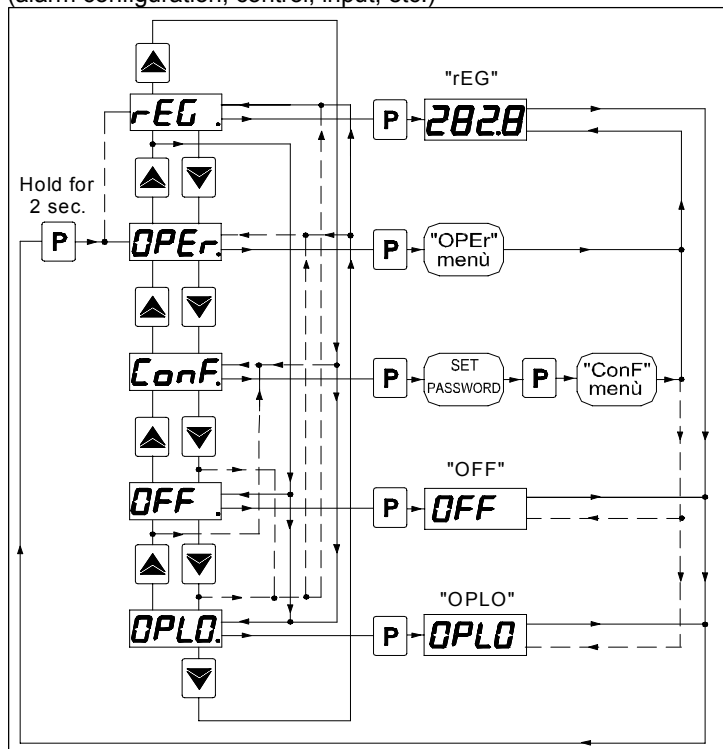 (alarm configuration, control, input, etc.)
"rEG"
rEG .
P
282.8
Hold for
2 sec.
P
OPEr.
P
"OPEr"
menù
ConF.
P
SET
PASSWORD
P
"ConF"
menù
"OFF"
OFF .
P
OFF
"OPLO"
OPLO.
P
OPLO